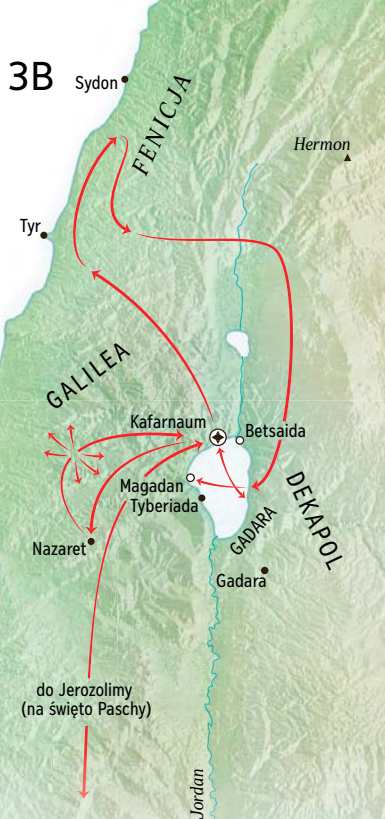 3B
Sydon
FENICJA
Hermon
Tyr
GALILEA
Kafarnaum
Betsaida
Magadan
Tyberiada
DEKAPOL
GADARA
Nazaret
Gadara
do Jerozolimy
(na święto Paschy)
Jordan